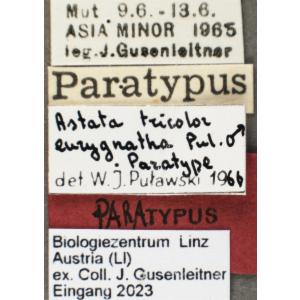 Mut 9.6.-13.6.
ASIA MINOR 1965
leg. J. Gusenleitner
Paratypus
Astata tricolor
eurygnatha Pul. ♂
Paratype
det W. J. Puławski 1966
PARATYPUS
Biologiezentrum Linz
Austria (LI)
ex. Coll. J. Gusenleitner
Eingang 2023